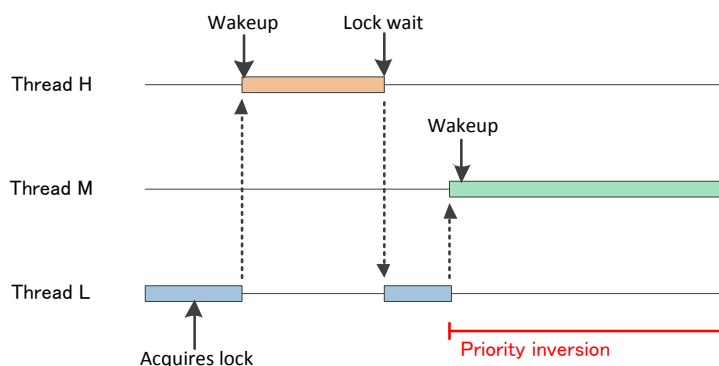 Wakeup
Lock wait
Thread H
Wakeup
Thread M
Thread L
Acquires lock
Priority inversion